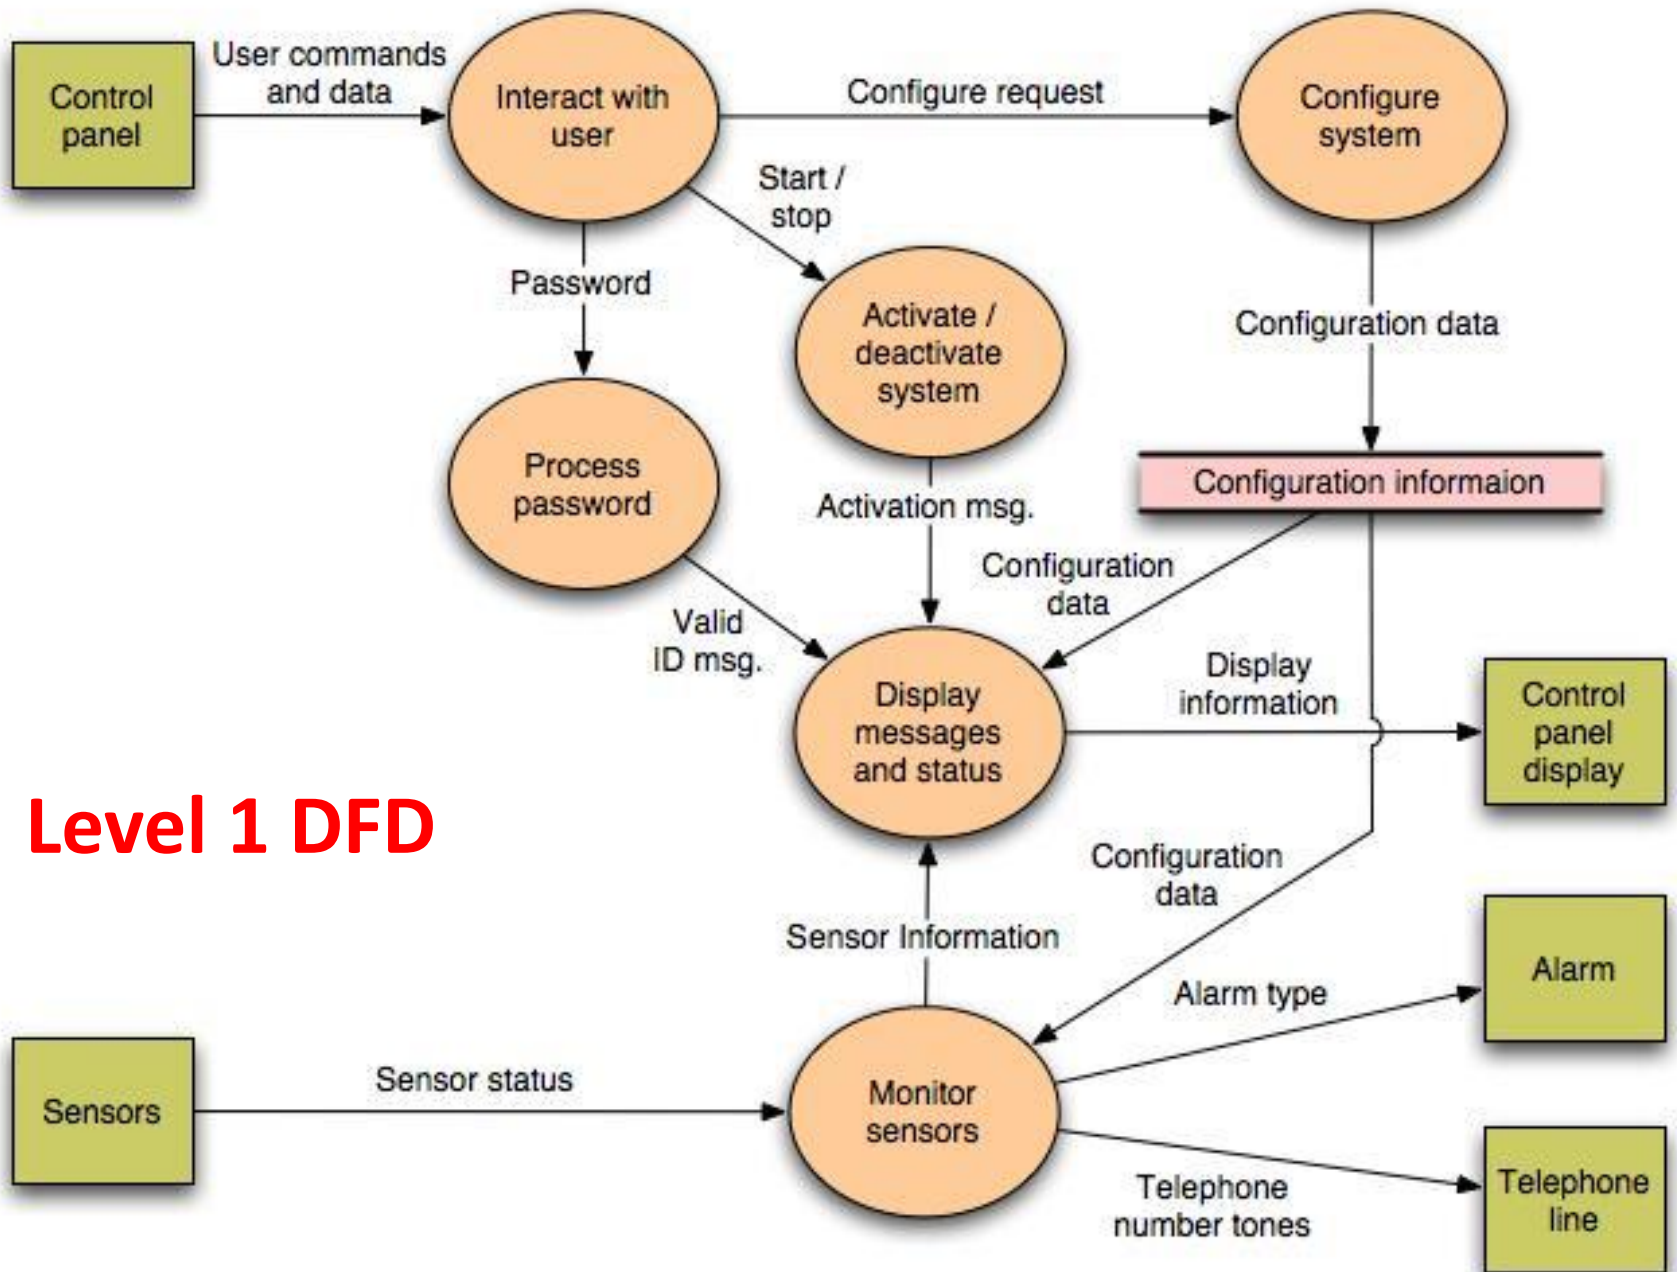 Control
panel
User commands
and data
Interact with
user
Configure request
Configure
system
Start /
stop
Password
Activate /
deactivate
system
Configuration data
Process
password
Activation msg.
Configuration informaion
Configuration
data
Valid
ID msg.
Display
messages
and status
Display
information
Control
panel
display
Level 1 DFD
Configuration
data
Sensor Information
Alarm type
Alarm
Sensors
Sensor status
Monitor
sensors
Telephone
number tones
Telephone
line